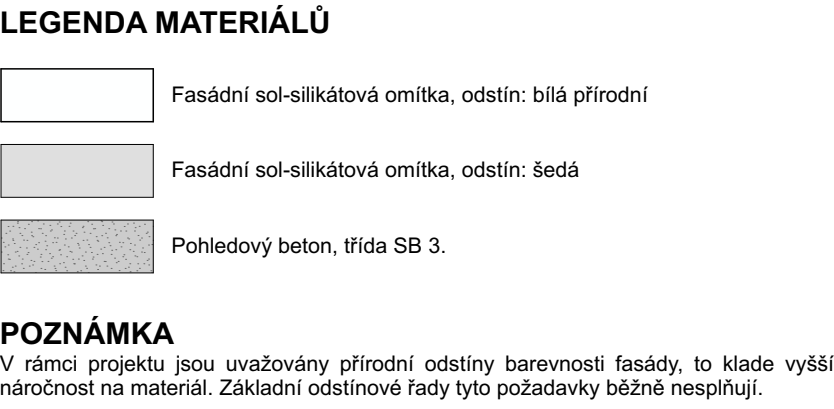 LEGENDA MATERIÁLŮ
Fasádní sol-silikátová omítka, odstín: bílá přírodní
Fasádní sol-silikátová omítka, odstín: šedá
Pohledový beton, třída SB 3.
POZNÁMKA
V rámci projektu jsou uvažovány přírodní odstíny barevnosti fasády, to klade vyšší
náročnost na materiál. Základní odstínové řady tyto požadavky běžně nesplňují.